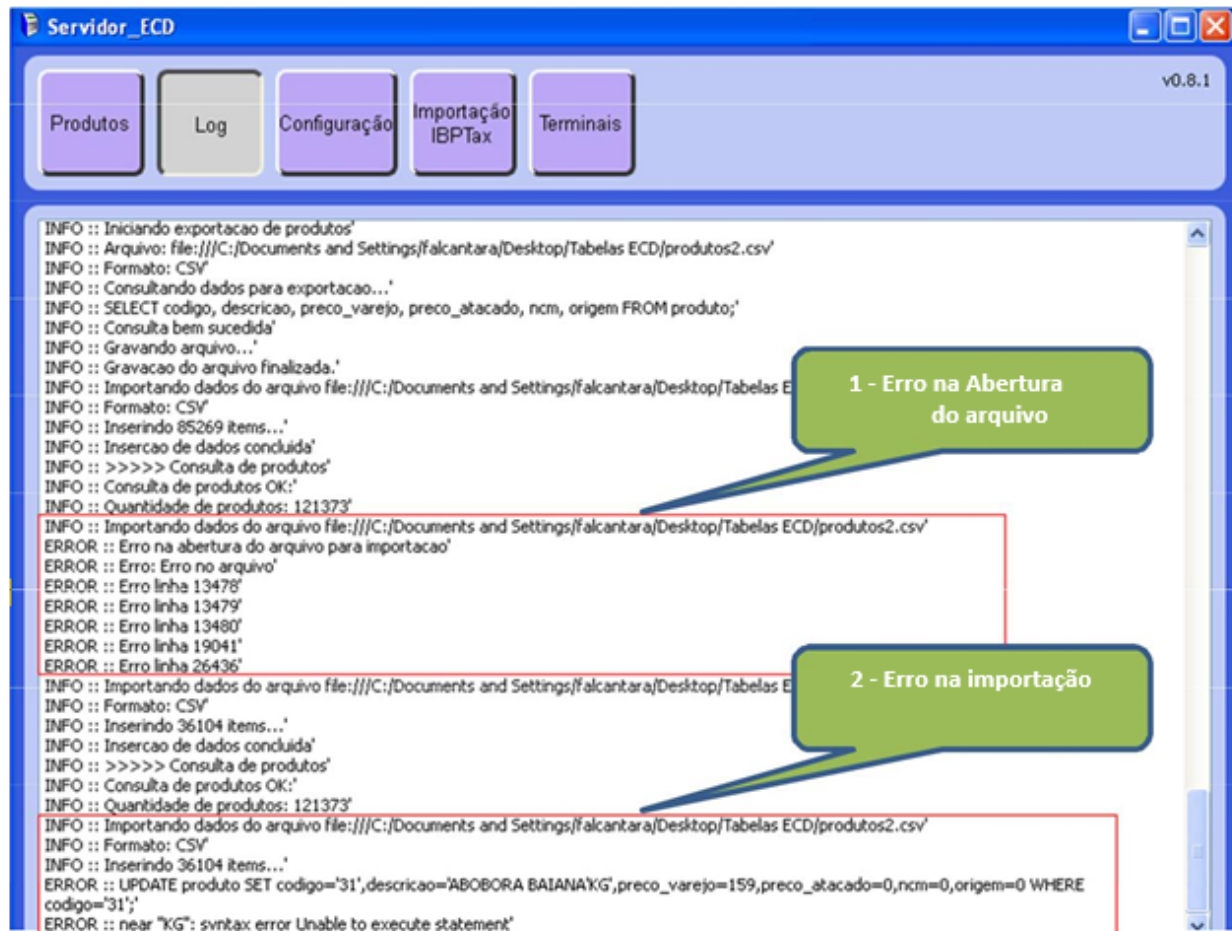 Servidor_ECD
v0.8.1
Produtos
Log
Configuração
Importação
IBPTax
Terminais
INFO :: Iniciando exportacao de produtos'
INFO :: Arquivo: file:///C:/Documents and Settings/falcantara/Desktop/Tabelas ECD/produtos2.csv'
INFO :: Formato: CSV'
INFO :: Consultando dados para exportacao...'
INFO :: SELECT codigo, descricao, preco_varejo, preco_atacado, ncm, origem FROM produto;'
INFO :: Consulta bem sucedida'
INFO :: Gravando arquivo...'
INFO :: Gravacao do arquivo finalizada.'
INFO :: Importando dados do arquivo file:///C:/Documents and Settings/falcantara/Desktop/Tabelas E
INFO :: Formato: CSV'
INFO :: Inserindo 85269 items...'
INFO :: Insercao de dados concluida'
INFO :: >>>>> Consulta de produtos'
INFO :: Consulta de produtos OK:'
INFO :: Quantidade de produtos: 121373'
1 - Erro na Abertura
do arquivo
INFO :: Importando dados do arquivo file:///C:/Documents and Settings/falcantara/Desktop/Tabelas ECD/produtos2.csv'
ERROR :: Erro na abertura do arquivo para importacao'
ERROR :: Erro: Erro no arquivo'
ERROR :: Erro linha 13478'
ERROR :: Erro linha 13479'
ERROR :: Erro linha 13480'
ERROR :: Erro linha 19041'
ERROR :: Erro linha 26436'
INFO :: Importando dados do arquivo file:///C:/Documents and Settings/falcantara/Desktop/Tabelas E
INFO :: Formato: CSV'
INFO :: Inserindo 36104 items...'
INFO :: Insercao de dados concluida'
INFO :: >>>>> Consulta de produtos'
INFO :: Consulta de produtos OK:'
INFO :: Quantidade de produtos: 121373'
2 - Erro na importação
INFO :: Importando dados do arquivo file:///C:/Documents and Settings/falcantara/Desktop/Tabelas ECD/produtos2.csv'
INFO :: Formato: CSV'
INFO :: Inserindo 36104 items...'
ERROR :: UPDATE produto SET codigo='31',descricao='ABOBORA BAIANA'KG',preco_varejo=159,preco_atacado=0,ncm=0,origem=0 WHERE
codigo='31';'
ERROR :: near "KG": syntax error Unable to execute statement'